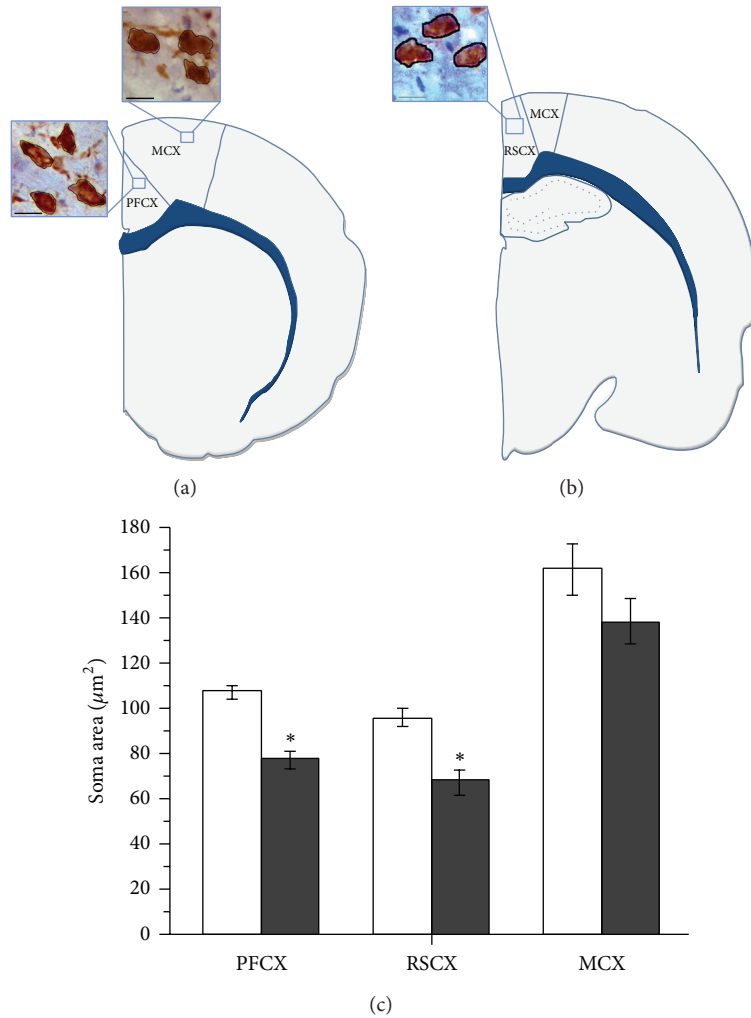 MCX
PFCX
(a)
MCX
RSCX
(b)
Soma area (μm²)
180
160
140
120
100
80
60
40
20
0
*
*
PFCX RSCX MCX
(c)